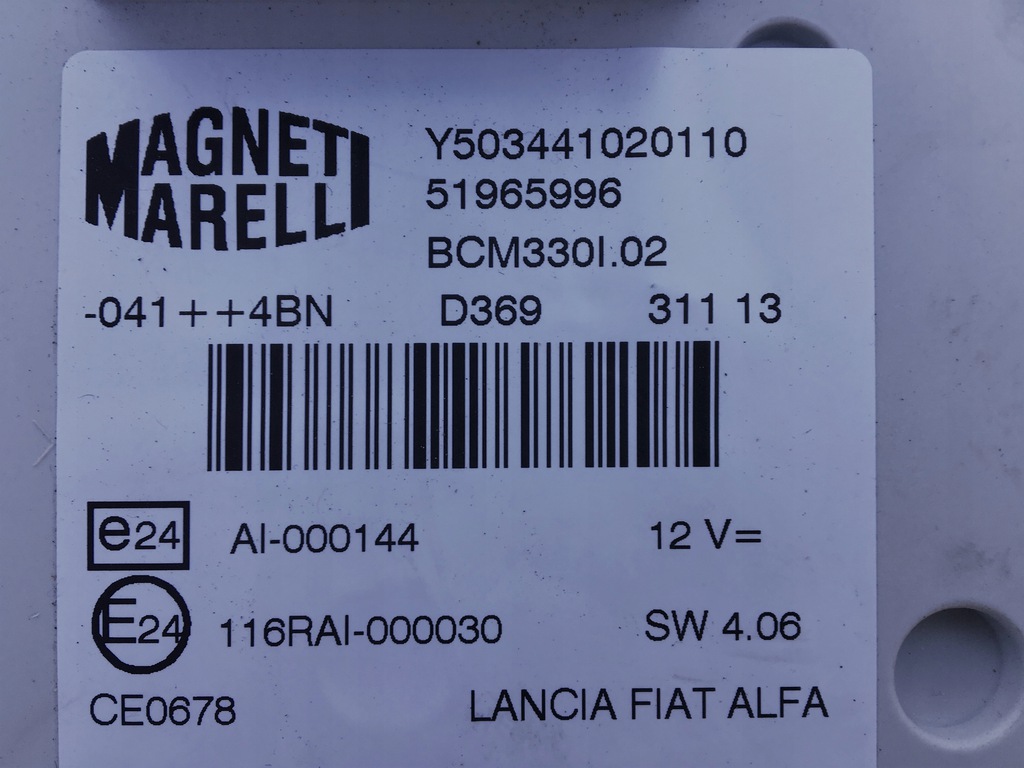 MAGNETI
MARELLI
Y503441020110
51965996
BCM330I.02
-041++4BN D369 311 13
e24 AI-000144 12 V=
E24 116RAI-000030 SW 4.06
CE0678 LANCIA FIAT ALFA